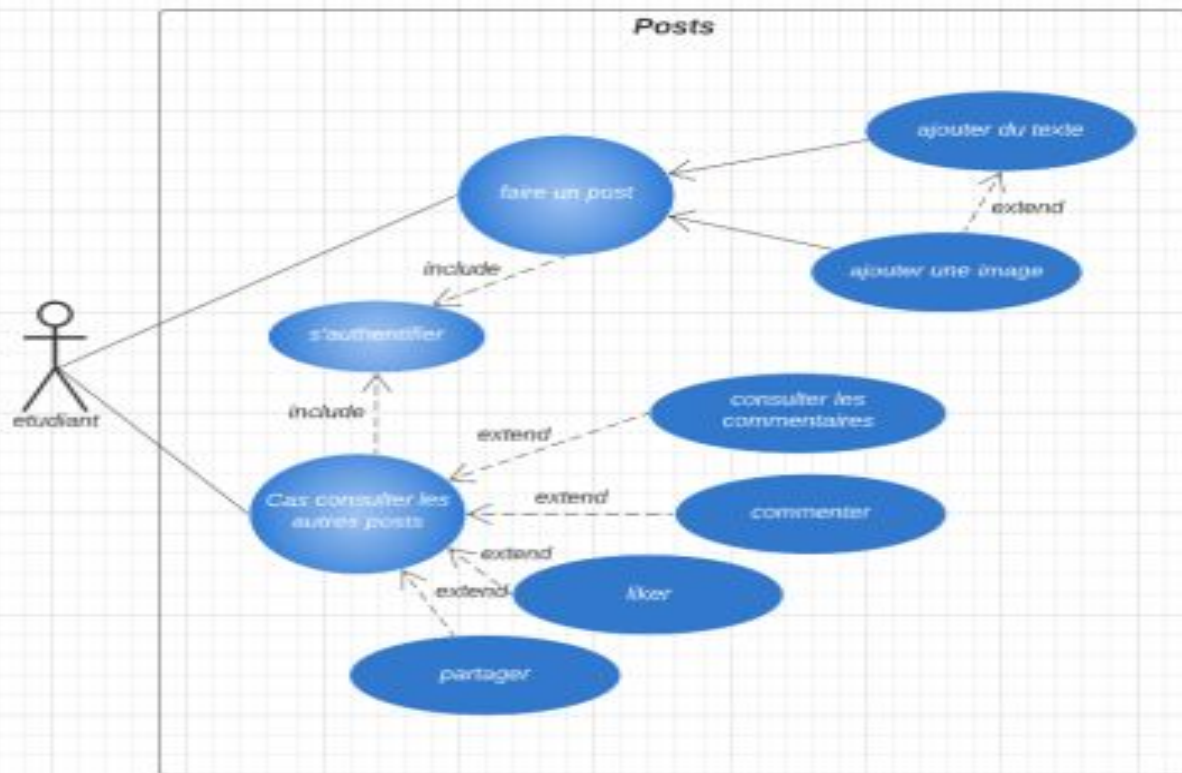 Posts
ajouter du texte
faire un post
extend
ajouter une image
include
s'authentifier
etudiant
include
consulter les
commentaires
extend
Cas consulter les
autres posts
extend
commenter
extend
liker
extend
partager